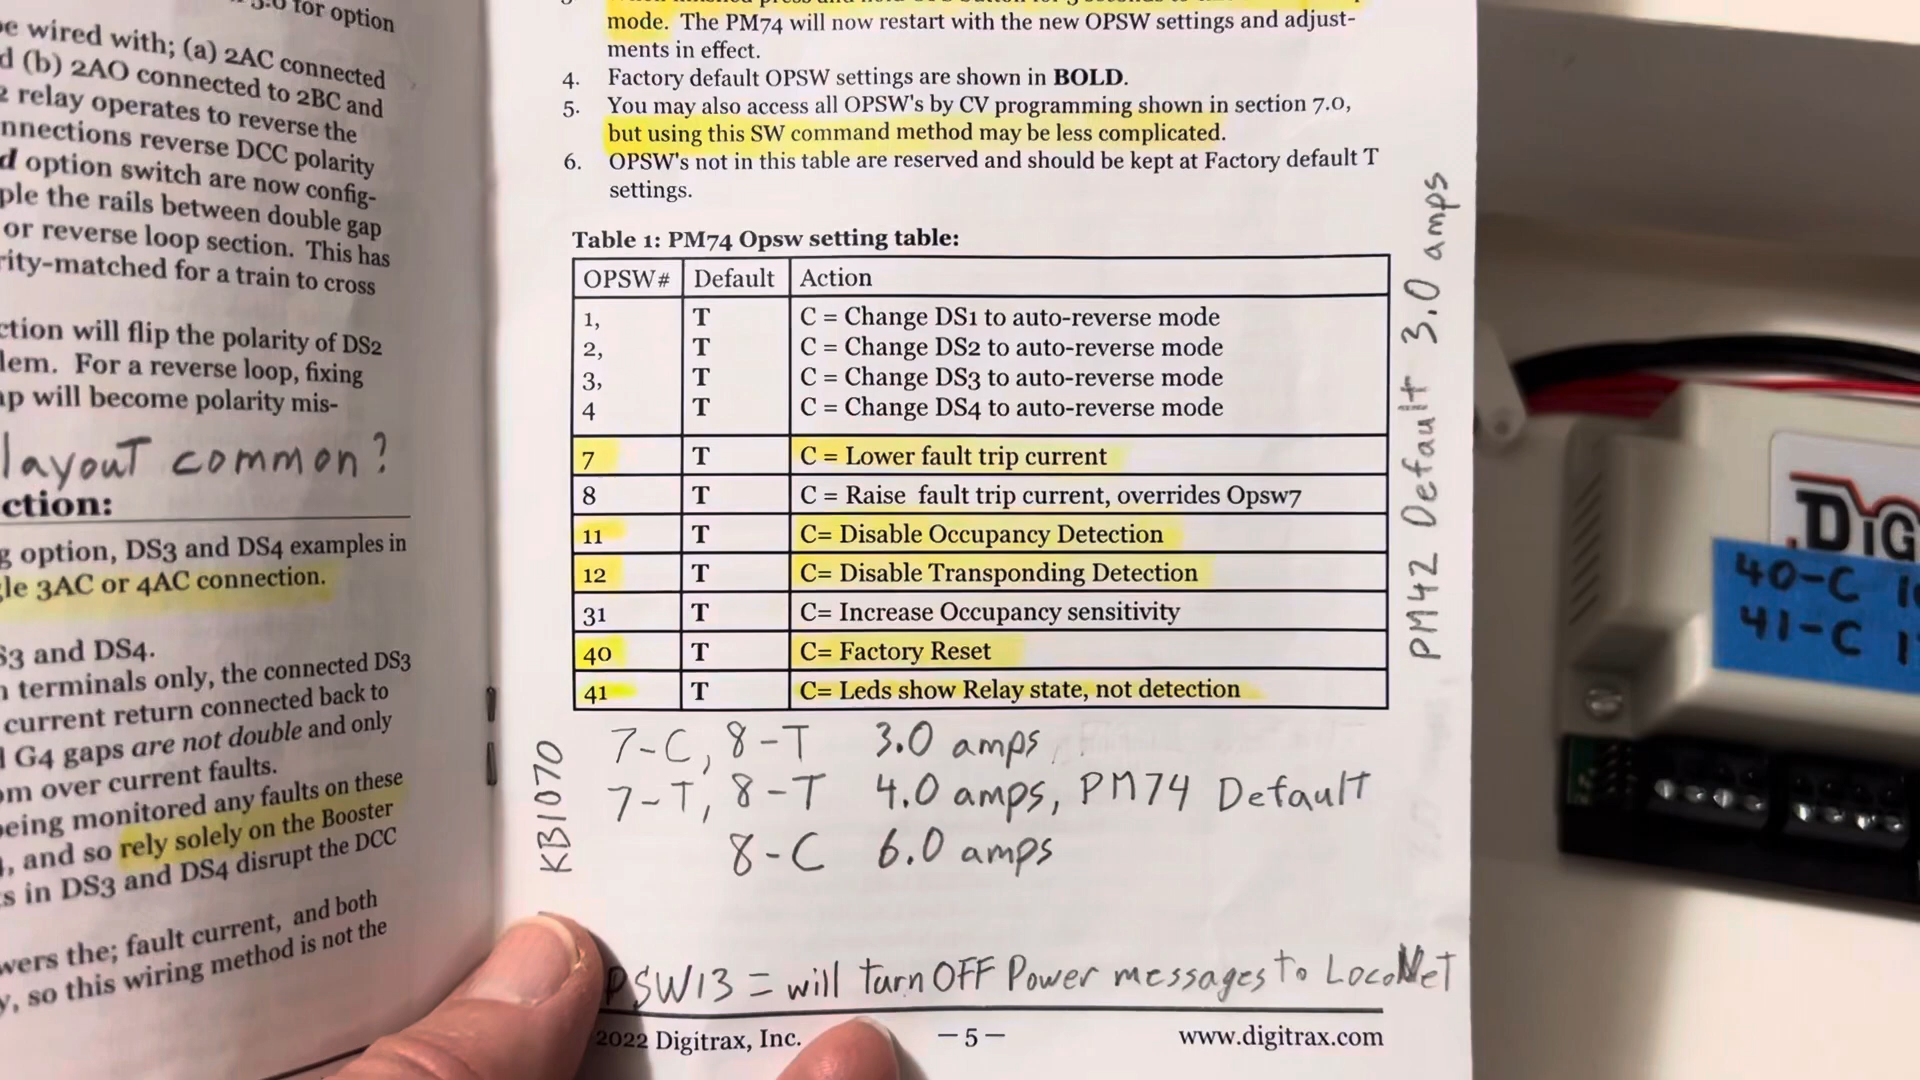 for option
wired with; (a) 2AC connected
(b) 2AO connected to 2BC and
relay operates to reverse the
nnections reverse DCC polarity
option switch are now config-
ple the rails between double gap
or reverse loop section. This has
rity-matched for a train to cross
ction will flip the polarity of DS2
lem. For a reverse loop, fixing
ap will become polarity mis-
layout common?
ction:
g option, DS3 and DS4 examples in
gle 3AC or 4AC connection.
S3 and DS4.
n terminals only, the connected DS3
current return connected back to
G4 gaps are not double and only
om over current faults.
being monitored any faults on these
, and so rely solely on the Booster
s in DS3 and DS4 disrupt the DCC
wers the; fault current, and both
y, so this wiring method is not the
mode. The PM74 will now restart with the new OPSW settings and adjust-
ments in effect.
4. Factory default OPSW settings are shown in BOLD.
5. You may also access all OPSW's by CV programming shown in section 7.0,
but using this SW command method may be less complicated.
6. OPSW's not in this table are reserved and should be kept at Factory default T
settings.
Table 1: PM74 Opsw setting table:
OPSW# Default Action
1, T C = Change DS1 to auto-reverse mode
2, T C = Change DS2 to auto-reverse mode
3, T C = Change DS3 to auto-reverse mode
4 T C = Change DS4 to auto-reverse mode
7 T C = Lower fault trip current
8 T C = Raise fault trip current, overrides Opsw7
11 T C= Disable Occupancy Detection
12 T C= Disable Transponding Detection
31 T C= Increase Occupancy sensitivity
40 T C= Factory Reset
41 T C= Leds show Relay state, not detection
7-C, 8-T 3.0 amps
7-T, 8-T 4.0 amps, PM74 Default
8-C 6.0 amps
KB1070
PM42 Default 3.0 amps
PSW13 = will turn OFF Power messages to LocoNet
2022 Digitrax, Inc. — 5 — www.digitrax.com
DIG
40-C 1
41-C 1